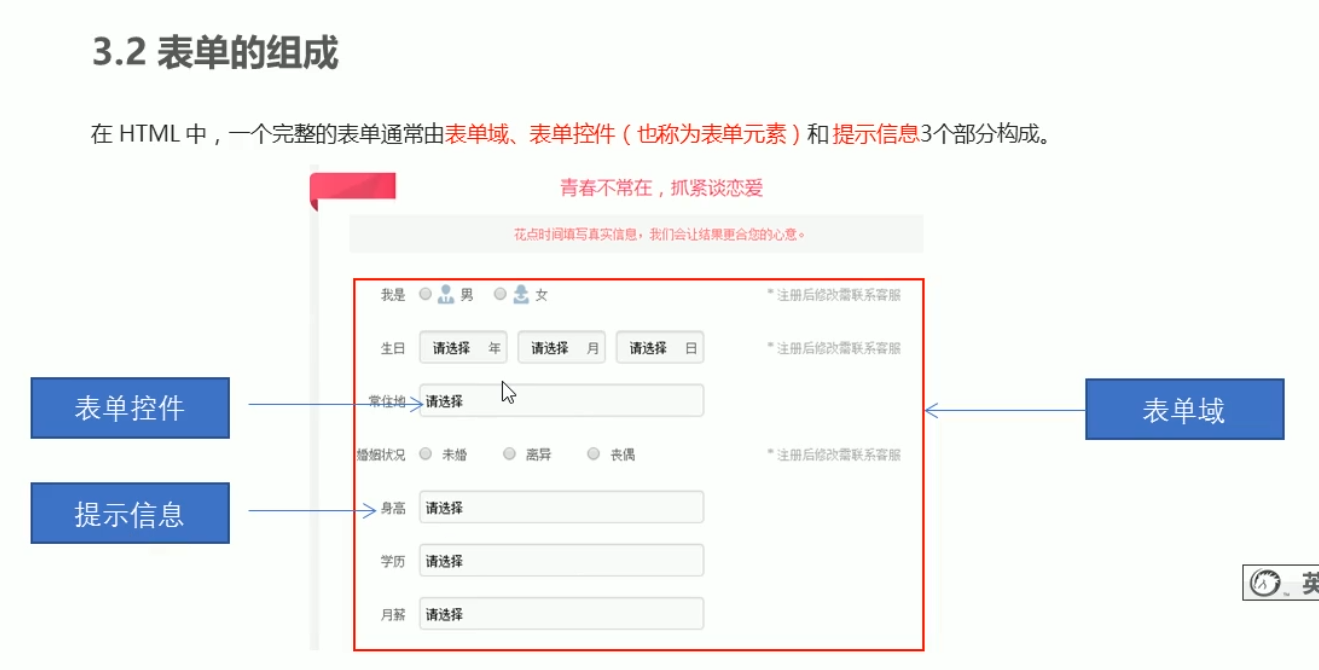 3.2 表单的组成
在 HTML 中，一个完整的表单通常由表单域、表单控件（也称为表单元素）和 提示信息3个部分构成。
青春不常在，抓紧谈恋爱
花点时间填写真实信息，我们会让结果更合您的心意。
我是 男 女 * 注册后修改需联系客服
生日 请选择 年 请选择 月 请选择 日 * 注册后修改需联系客服
表单控件
常住地 请选择
表单域
婚姻状况 未婚 离异 丧偶 * 注册后修改需联系客服
提示信息
身高 请选择
学历 请选择
月薪 请选择
英